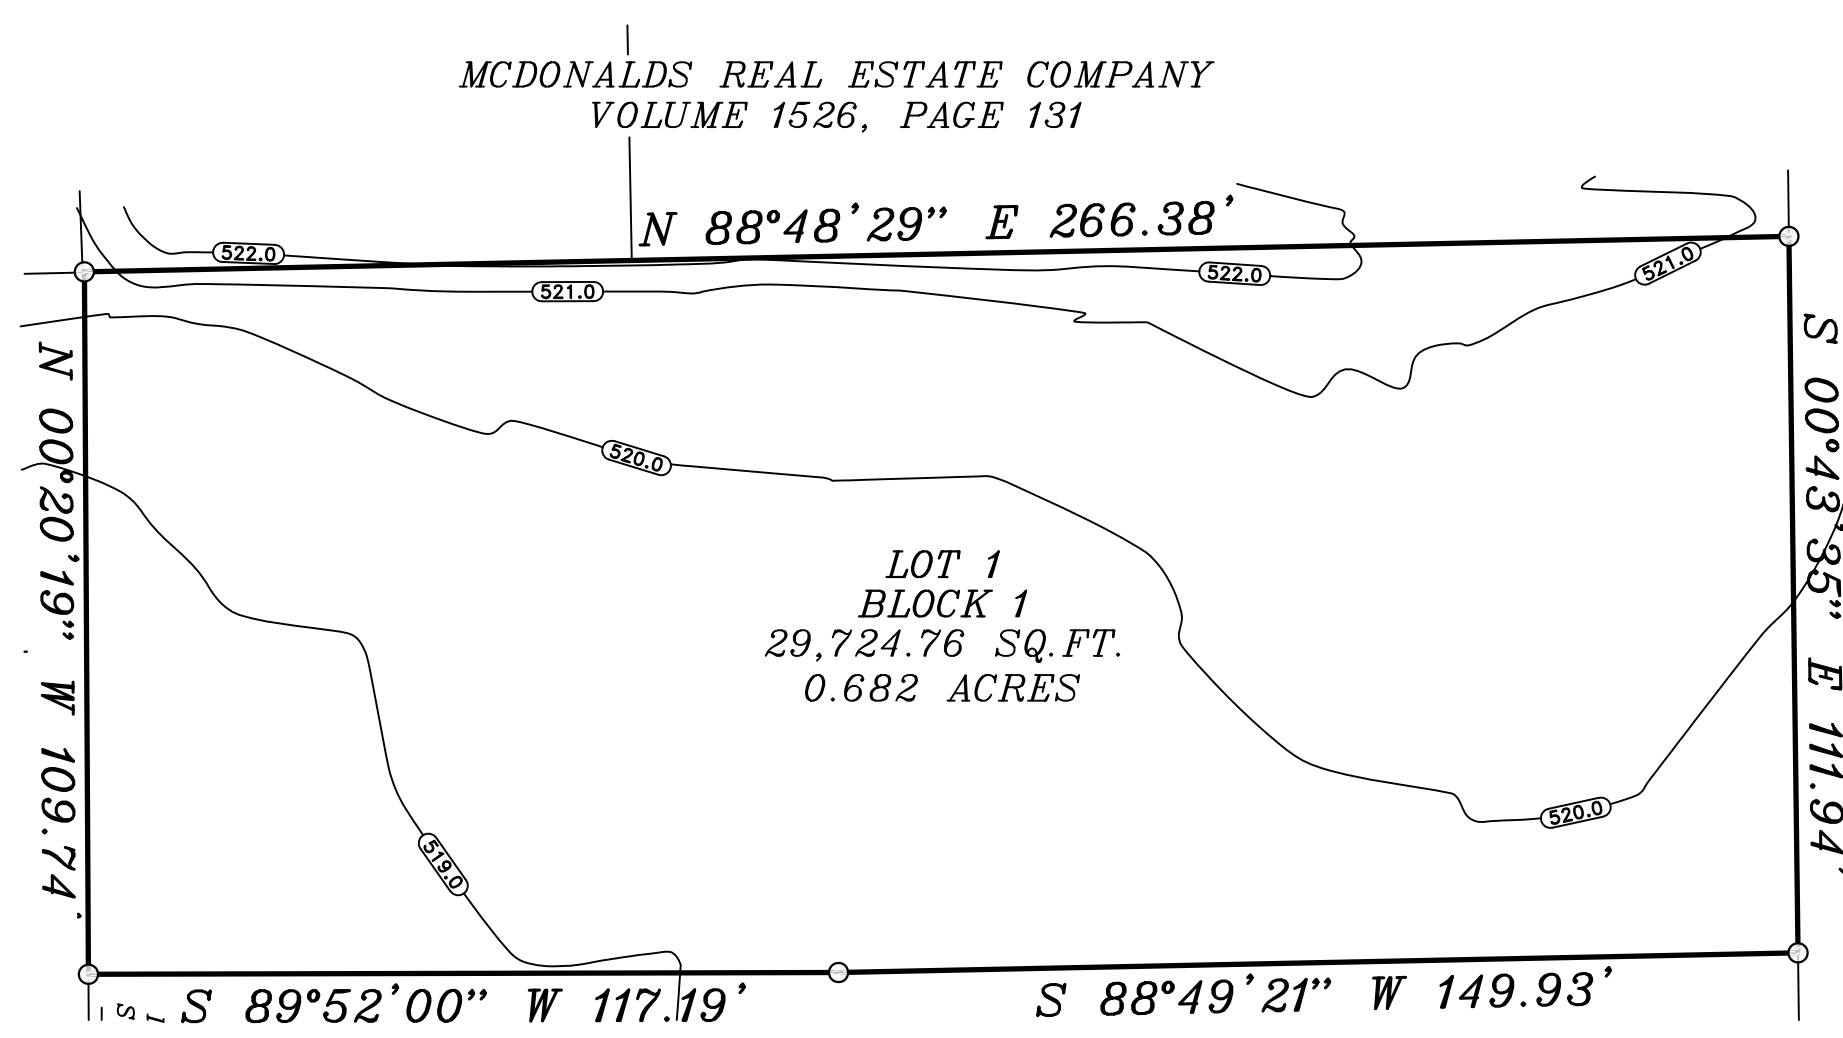 MCDONALDS REAL ESTATE COMPANY
VOLUME 1526, PAGE 131
N 88°48'29" E 266.38'
522.0
522.0
521.0
521.0
N 00°20'19" W 109.74'
S 00°43'35" E 111.94'
520.0
LOT 1
BLOCK 1
29,724.76 SQ.FT.
0.682 ACRES
520.0
519.0
S 89°52'00" W 117.19'
S 88°49'21" W 149.93'